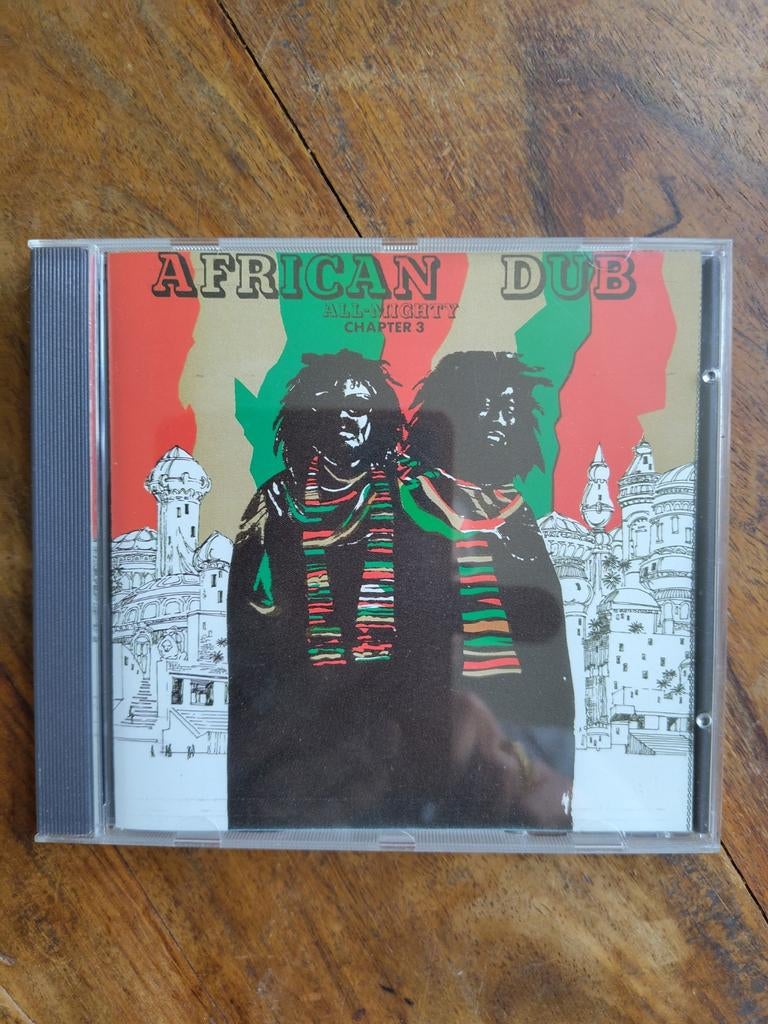 AFRICAN DUB
ALL-MIGHTY
CHAPTER 3